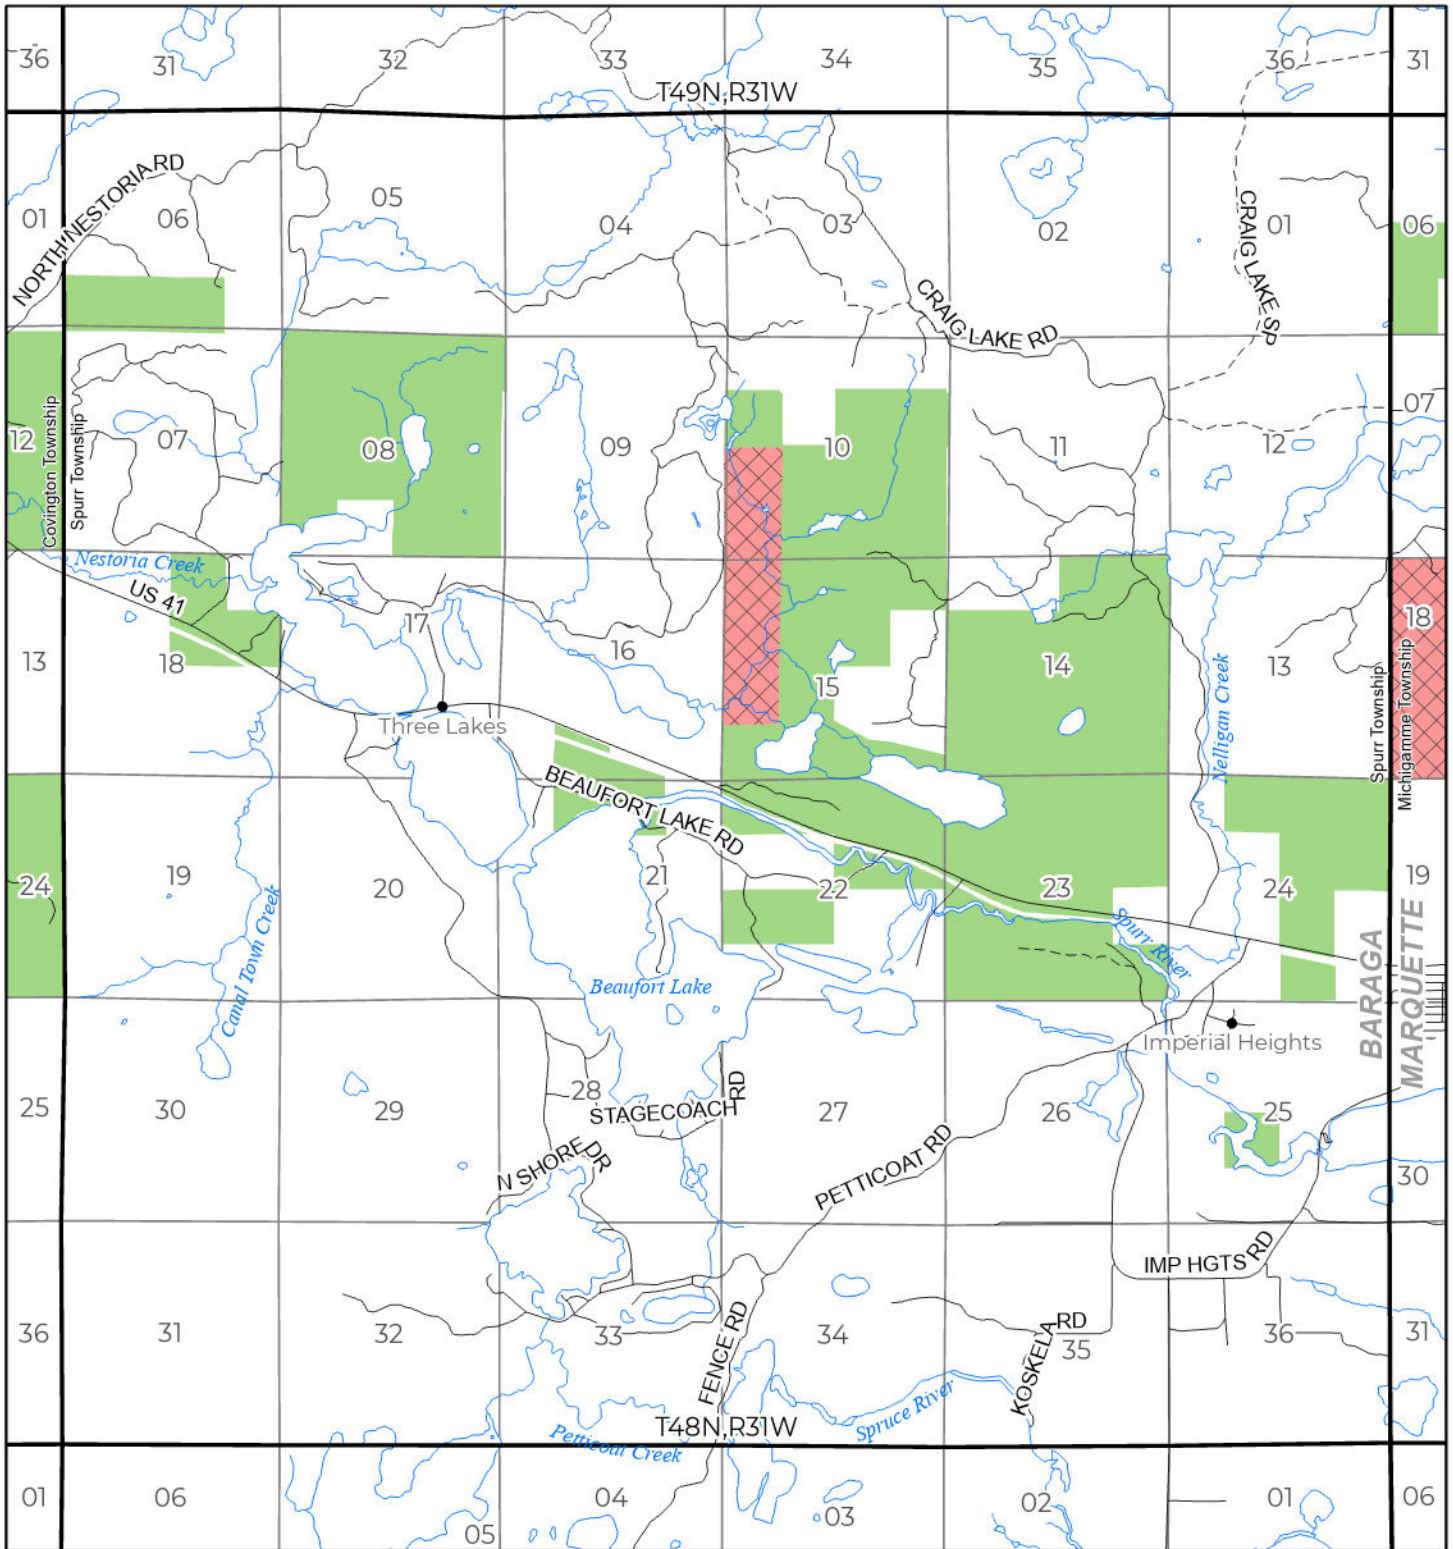 36 31 32 33 34 35 36 31
T49N,R31W
NORTH NESTORIA RD
01 06 05 04 03 02 01 06
CRAIG LAKE SP
CRAIG LAKE RD
12 07 08 09 10 11 12 07
Covington Township
Spurr Township
Nestoria Creek
US 41
13 18 17 16 15 14 13 18
Nelligan Creek
Spurr Township
Michigamme Township
Three Lakes
BEAUFORT LAKE RD
24 19 20 21 22 23 24 19
Canal Town Creek
Spurr River
Beaufort Lake
BARAGA
MARQUETTE
Imperial Heights
25 30 29 28 27 26 25 30
STAGECOACH RD
N SHORE DR
PETTICOAT RD
IMP HGTS RD
36 31 32 33 34 35 36 31
FENCE RD
KOSKELA RD
Spruce River
T48N,R31W
Petticoat Creek
01 06 05 04 03 02 01 06